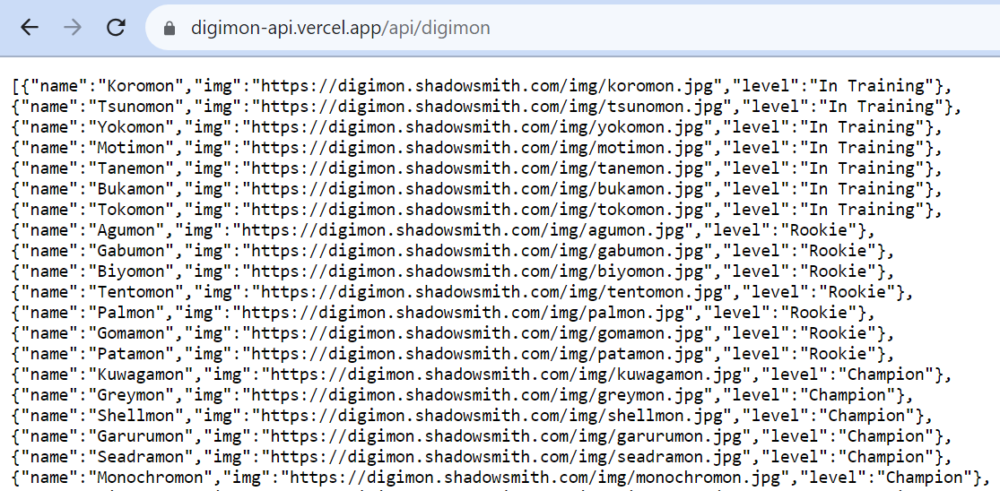 digimon-api.vercel.app/api/digimon
[{"name":"Koromon","img":"https://digimon.shadowsmith.com/img/koromon.jpg","level":"In Training"},
{"name":"Tsunomon","img":"https://digimon.shadowsmith.com/img/tsunomon.jpg","level":"In Training"},
{"name":"Yokomon","img":"https://digimon.shadowsmith.com/img/yokomon.jpg","level":"In Training"},
{"name":"Motimon","img":"https://digimon.shadowsmith.com/img/motimon.jpg","level":"In Training"},
{"name":"Tanemon","img":"https://digimon.shadowsmith.com/img/tanemon.jpg","level":"In Training"},
{"name":"Bukamon","img":"https://digimon.shadowsmith.com/img/bukamon.jpg","level":"In Training"},
{"name":"Tokomon","img":"https://digimon.shadowsmith.com/img/tokomon.jpg","level":"In Training"},
{"name":"Agumon","img":"https://digimon.shadowsmith.com/img/agumon.jpg","level":"Rookie"},
{"name":"Gabumon","img":"https://digimon.shadowsmith.com/img/gabumon.jpg","level":"Rookie"},
{"name":"Biyomon","img":"https://digimon.shadowsmith.com/img/biyomon.jpg","level":"Rookie"},
{"name":"Tentomon","img":"https://digimon.shadowsmith.com/img/tentomon.jpg","level":"Rookie"},
{"name":"Palmon","img":"https://digimon.shadowsmith.com/img/palmon.jpg","level":"Rookie"},
{"name":"Gomamon","img":"https://digimon.shadowsmith.com/img/gomamon.jpg","level":"Rookie"},
{"name":"Patamon","img":"https://digimon.shadowsmith.com/img/patamon.jpg","level":"Rookie"},
{"name":"Kuwagamon","img":"https://digimon.shadowsmith.com/img/kuwagamon.jpg","level":"Champion"},
{"name":"Greymon","img":"https://digimon.shadowsmith.com/img/greymon.jpg","level":"Champion"},
{"name":"Shellmon","img":"https://digimon.shadowsmith.com/img/shellmon.jpg","level":"Champion"},
{"name":"Garurumon","img":"https://digimon.shadowsmith.com/img/garurumon.jpg","level":"Champion"},
{"name":"Seadramon","img":"https://digimon.shadowsmith.com/img/seadramon.jpg","level":"Champion"},
{"name":"Monochromon","img":"https://digimon.shadowsmith.com/img/monochromon.jpg","level":"Champion"},